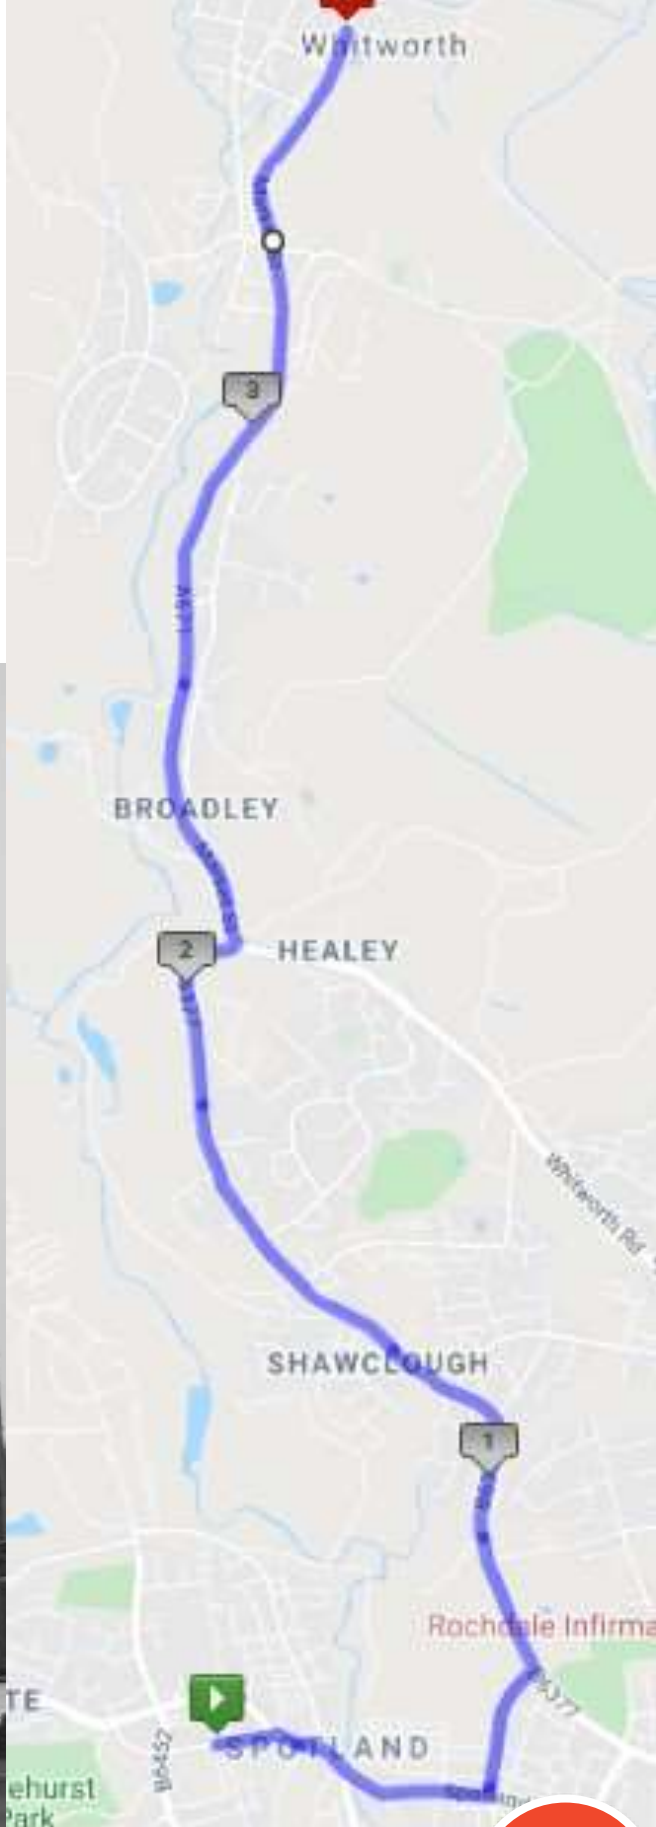 Whitworth
3
A671
BROADLEY
2
HEALEY
Whitworth Rd
SHAWCLOUGH
1
Rochdale Infirma
B6377
TE
SPOTLAND
B6452
ehurst
Park